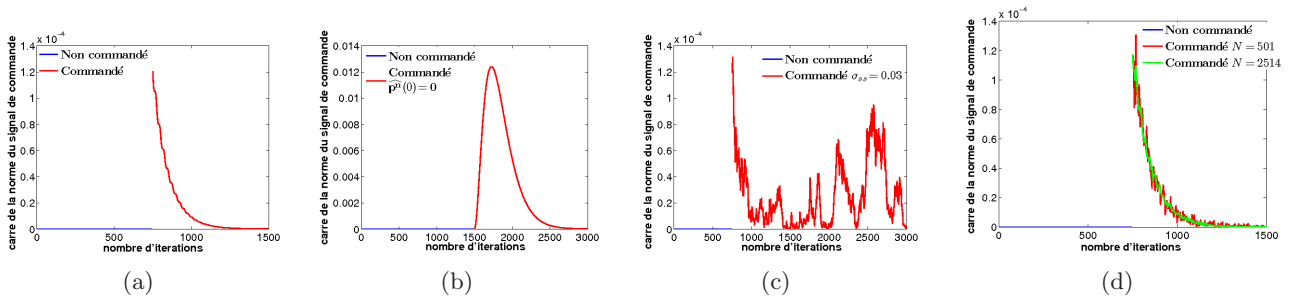 x 10⁻⁴
1.4
1.2
1
0.8
0.6
0.4
0.2
0
0 500 1000 1500
carre de la norme du signal de commande
nombre d'iterations
Non commandé
Commandé
(a)
0.014
0.012
0.010
0.008
0.006
0.004
0.002
0.000
0 500 1000 1500 2000 2500 3000
carre de la norme du signal de commande
nombre d'iterations
Non commandé
Commandé
p̂ⁿ(0) = 0
(b)
x 10⁻⁴
1.4
1.2
1
0.8
0.6
0.4
0.2
0
0 500 1000 1500 2000 2500 3000
carre de la norme du signal de commande
nombre d'iterations
Non commandé
Commandé σₛₛ = 0.03
(c)
x 10⁻⁴
1.4
1.2
1
0.8
0.6
0.4
0.2
0
0 500 1000 1500
carre de la norme du signal de commande
nombre d'iterations
Non commandé
Commandé N = 501
Commandé N = 2514
(d)